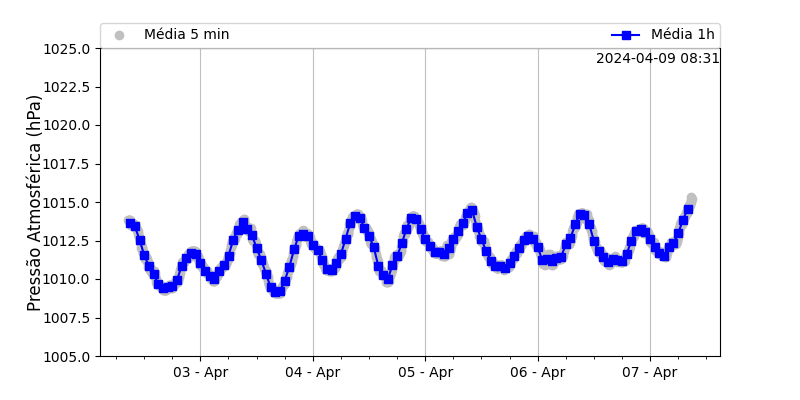 Média 5 min
Média 1h
2024-04-09 08:31
Pressão Atmosférica (hPa)
1025.0
1022.5
1020.0
1017.5
1015.0
1012.5
1010.0
1007.5
1005.0
03 - Apr
04 - Apr
05 - Apr
06 - Apr
07 - Apr